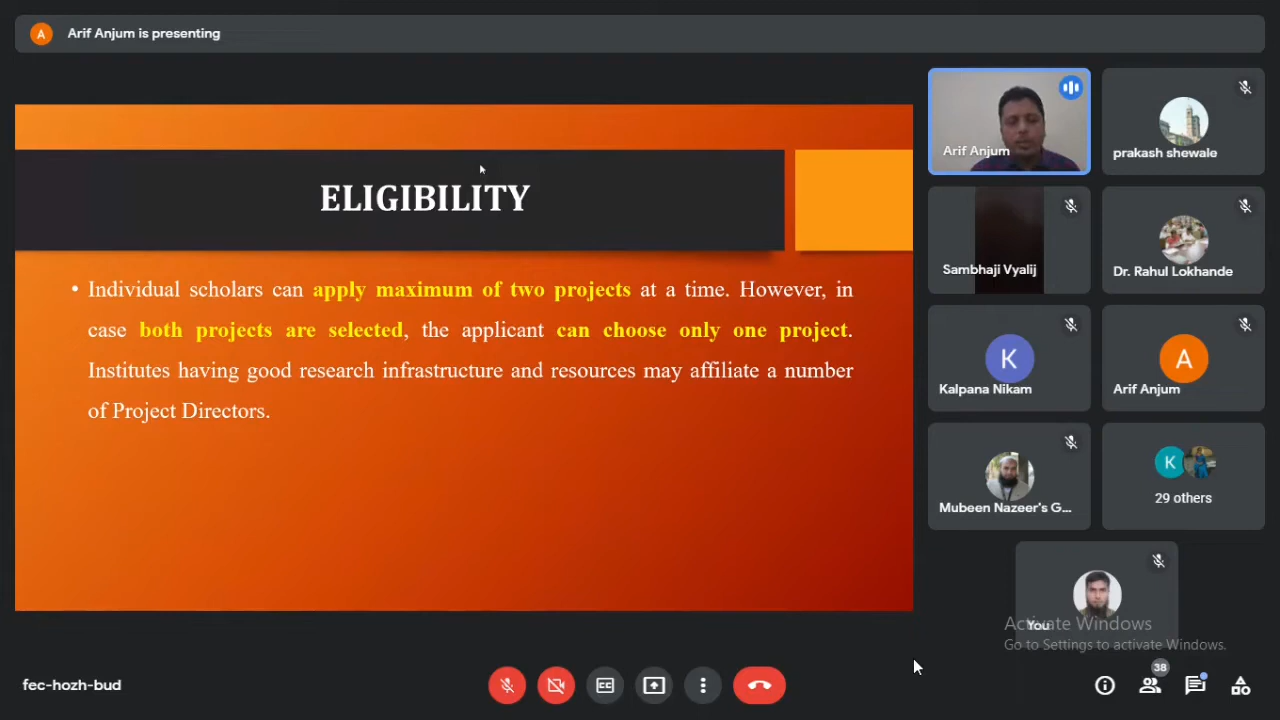 A Arif Anjum is presenting
ELIGIBILITY
• Individual scholars can apply maximum of two projects at a time. However, in
case both projects are selected, the applicant can choose only one project.
Institutes having good research infrastructure and resources may affiliate a number
of Project Directors.
Arif Anjum
prakash shewale
Sambhaji Vyalij
Dr. Rahul Lokhande
K
Kalpana Nikam
A
Arif Anjum
Mubeen Nazeer's G...
K
29 others
You
Activate Windows
Go to Settings to activate Windows.
fec-hozh-bud
CC
38